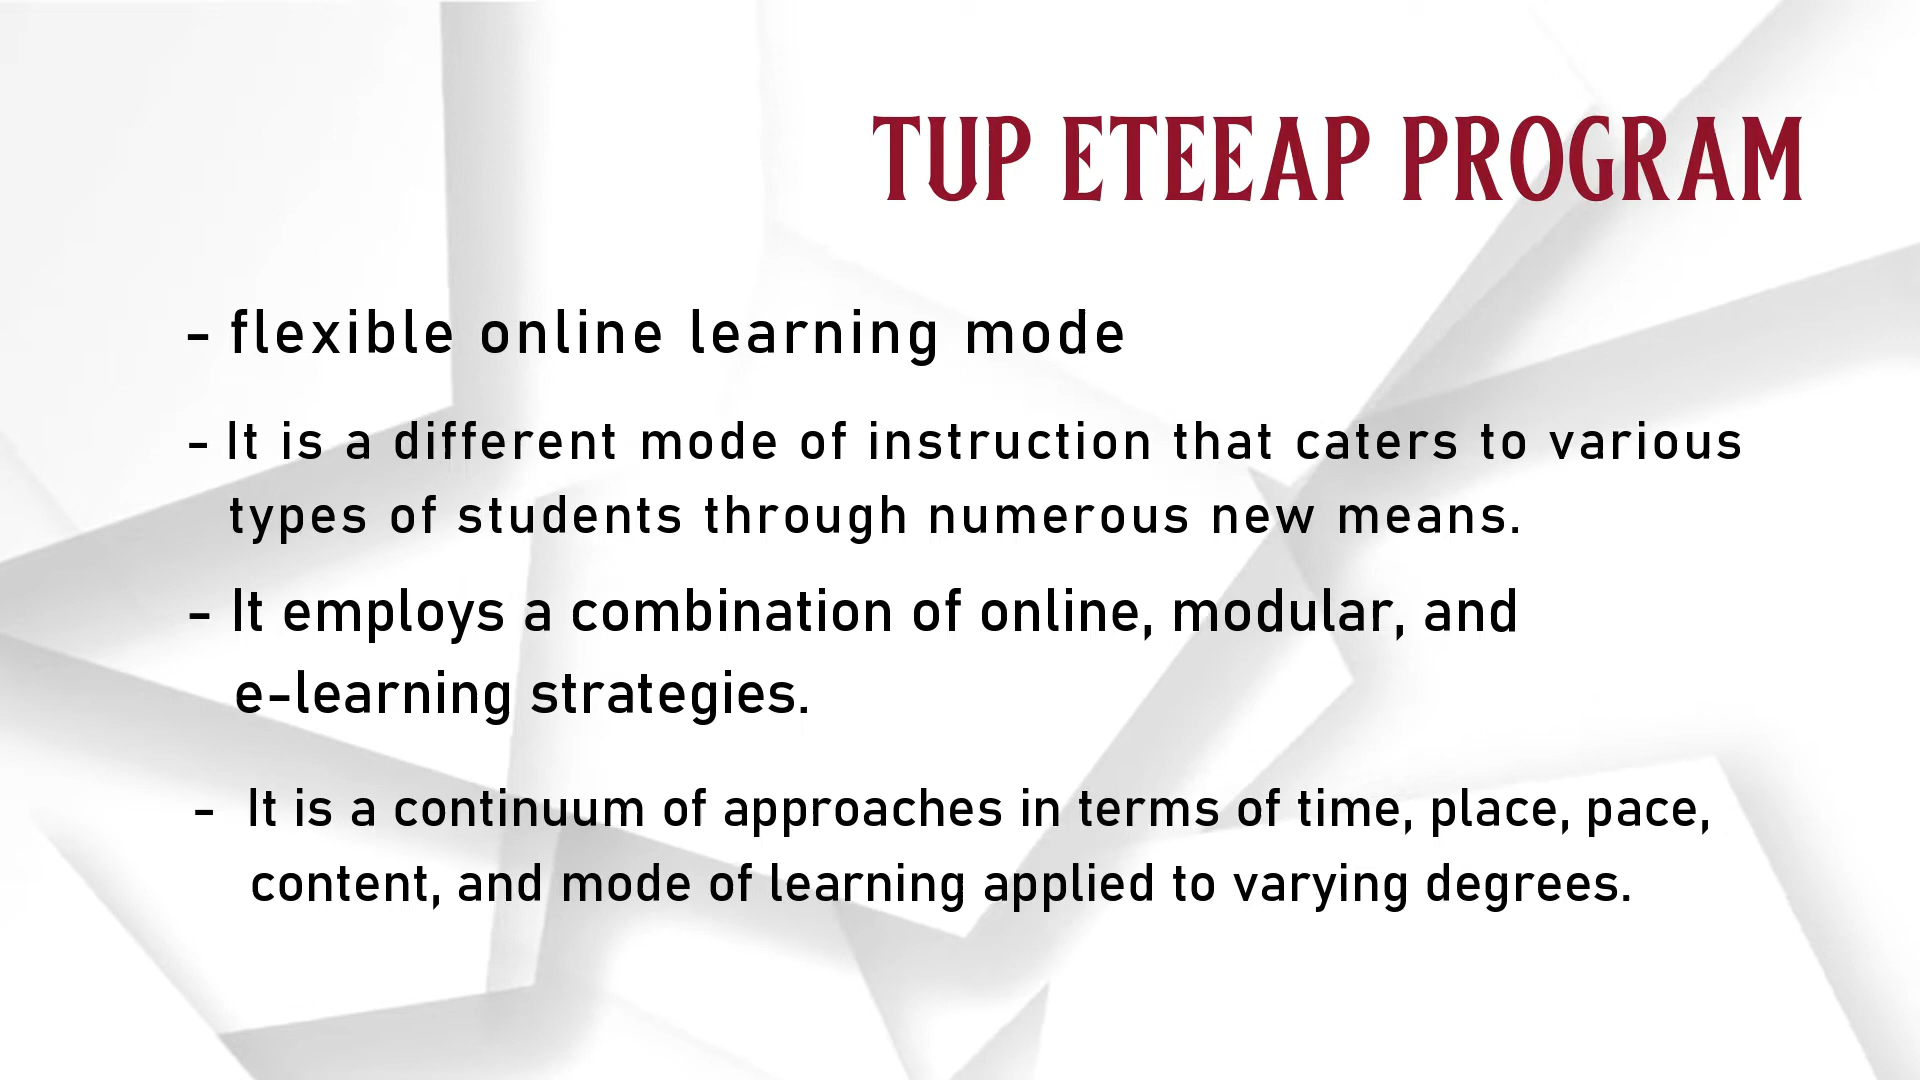 TUP ETEEAP PROGRAM
- flexible online learning mode
- It is a different mode of instruction that caters to various
types of students through numerous new means.
- It employs a combination of online, modular, and
e-learning strategies.
- It is a continuum of approaches in terms of time, place, pace,
content, and mode of learning applied to varying degrees.